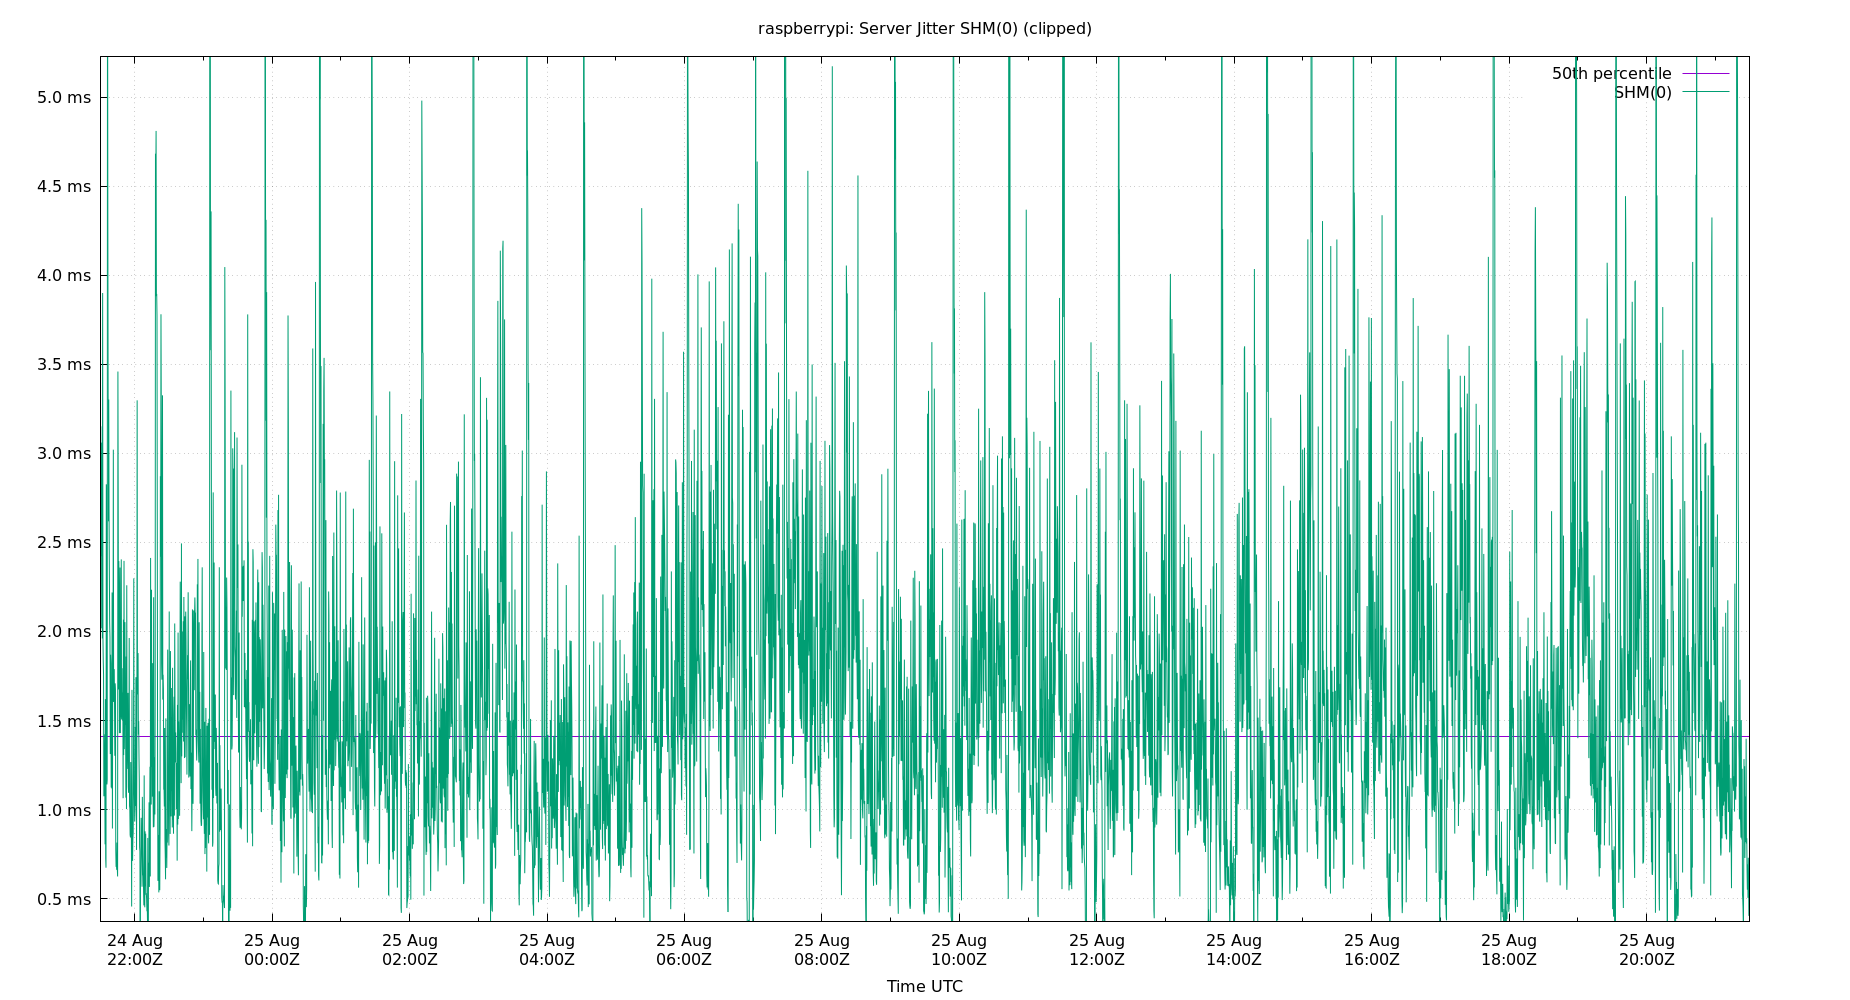 raspberrypi: Server Jitter SHM(0) (clipped)
50th percentile
SHM(0)
5.0 ms
4.5 ms
4.0 ms
3.5 ms
3.0 ms
2.5 ms
2.0 ms
1.5 ms
1.0 ms
0.5 ms
24 Aug 25 Aug 25 Aug 25 Aug 25 Aug 25 Aug 25 Aug 25 Aug 25 Aug 25 Aug 25 Aug 25 Aug
22:00Z 00:00Z 02:00Z 04:00Z 06:00Z 08:00Z 10:00Z 12:00Z 14:00Z 16:00Z 18:00Z 20:00Z
Time UTC